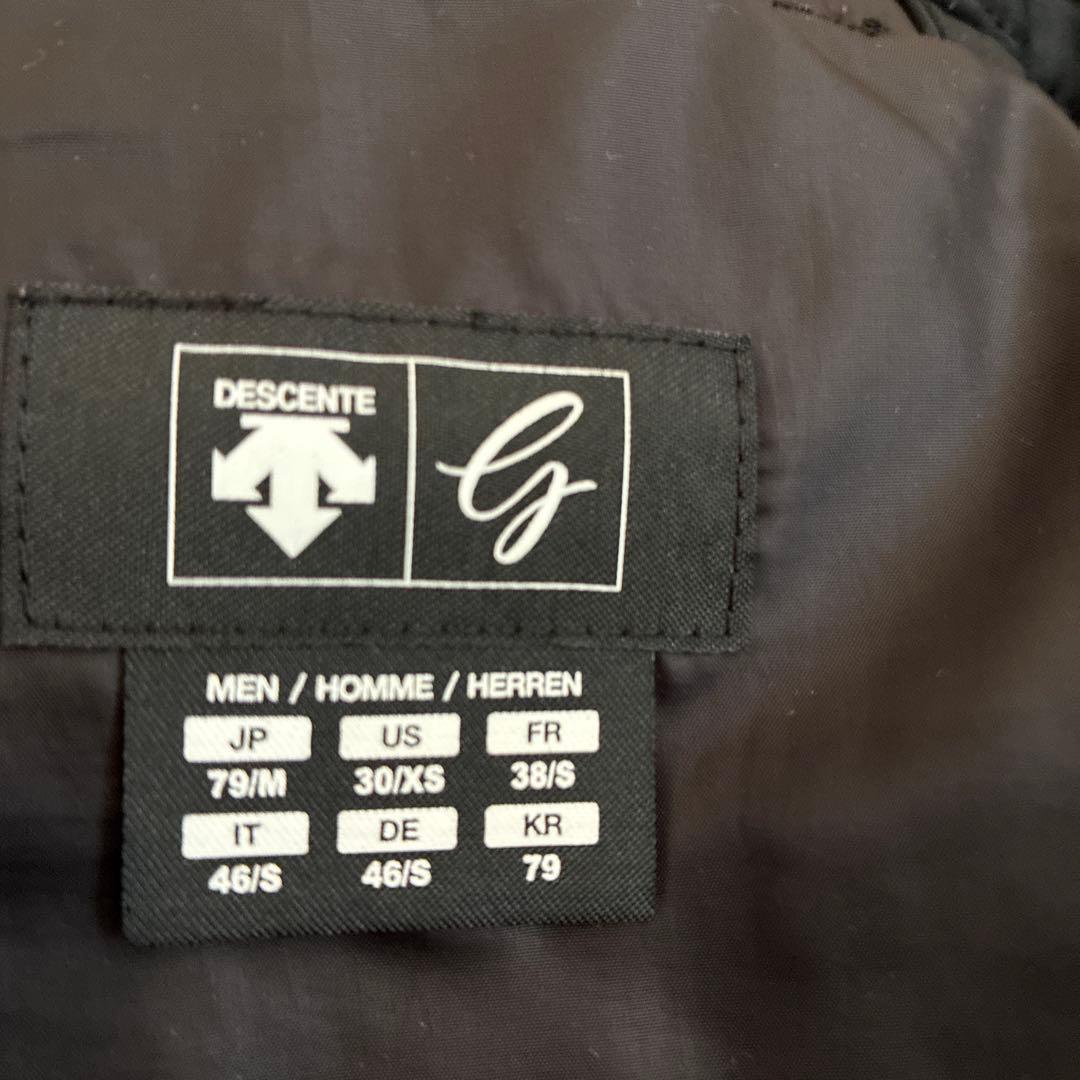 DESCENTE
MEN / HOMME / HERREN
JP US FR
79/M 30/XS 38/S
IT DE KR
46/S 46/S 79